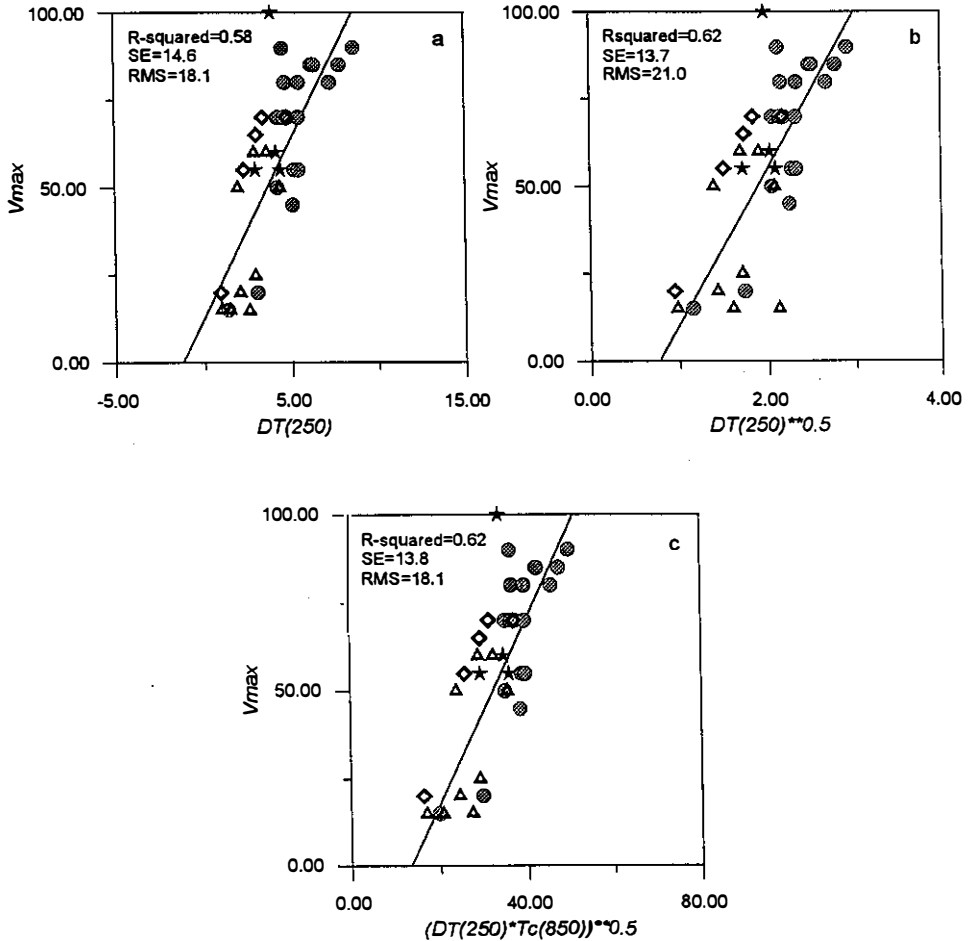 100.00
R-squared=0.58
SE=14.6
RMS=18.1
a
Vmax
50.00
0.00
-5.00
5.00
15.00
DT(250)
100.00
Rsquared=0.62
SE=13.7
RMS=21.0
b
Vmax
50.00
0.00
0.00
2.00
4.00
DT(250)**0.5
100.00
R-squared=0.62
SE=13.8
RMS=18.1
c
Vmax
50.00
0.00
0.00
40.00
80.00
(DT(250)*Tc(850))**0.5